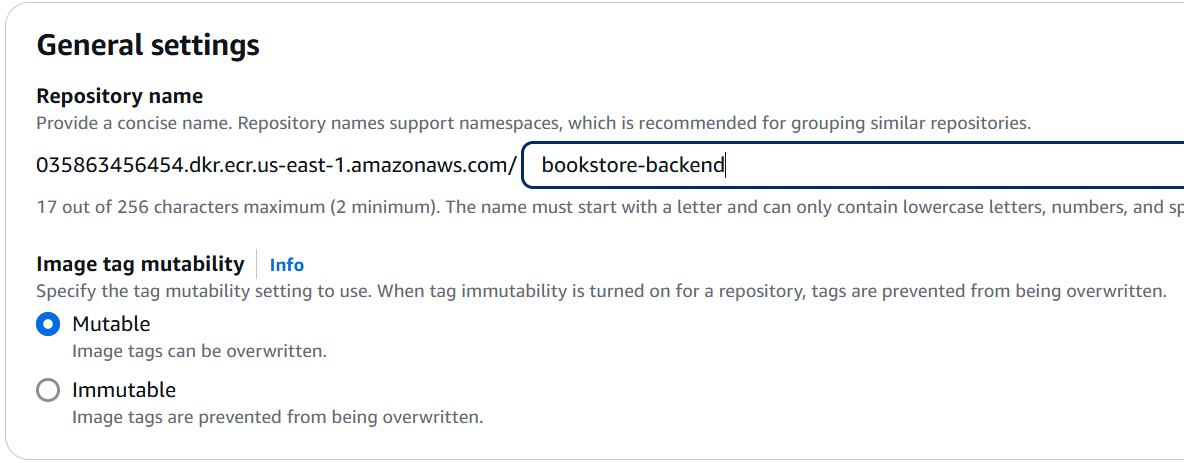 General settings
Repository name
Provide a concise name. Repository names support namespaces, which is recommended for grouping similar repositories.
035863456454.dkr.ecr.us-east-1.amazonaws.com/ bookstore-backend
17 out of 256 characters maximum (2 minimum). The name must start with a letter and can only contain lowercase letters, numbers, and
Image tag mutability Info
Specify the tag mutability setting to use. When tag immutability is turned on for a repository, tags are prevented from being overwritten.
Mutable
Image tags can be overwritten.
Immutable
Image tags are prevented from being overwritten.